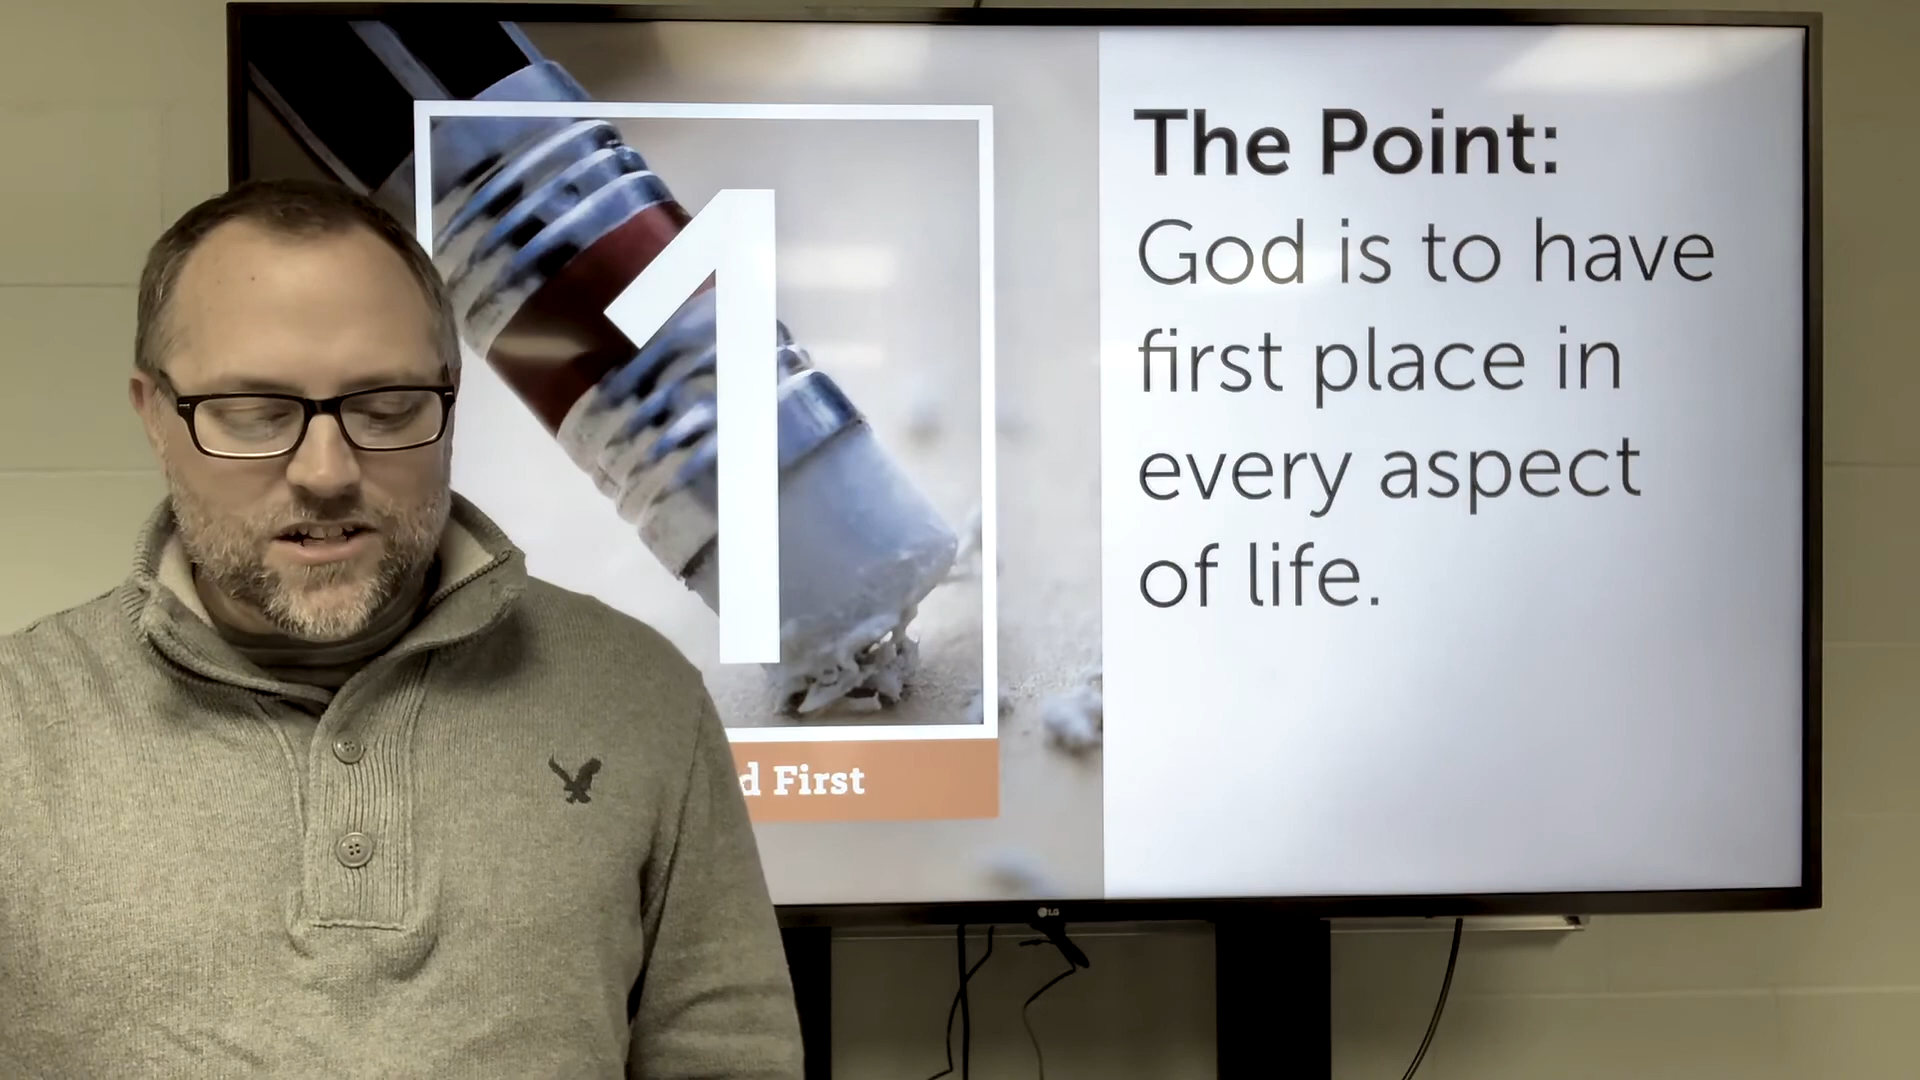 1
The Point:
God is to have
first place in
every aspect
of life.
d First
LG